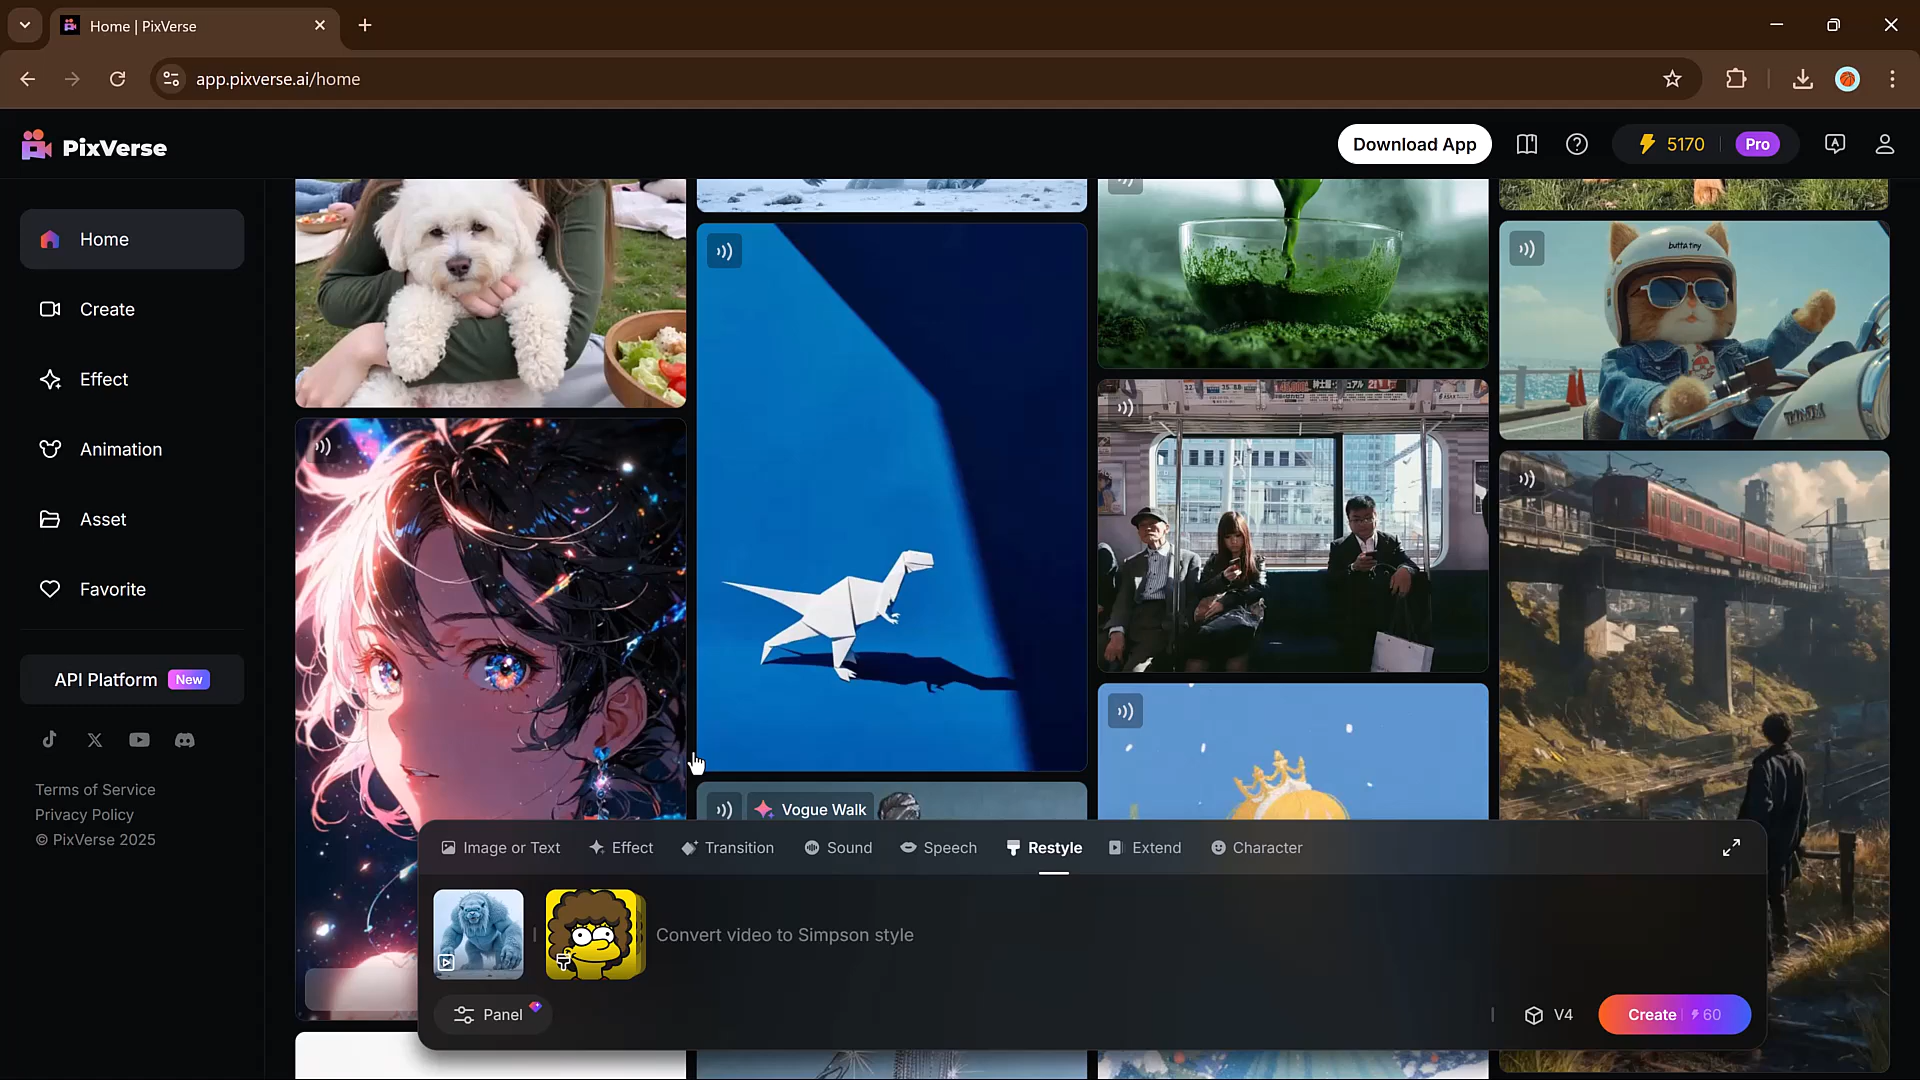 Home | PixVerse
app.pixverse.ai/home
PixVerse
Download App
5170
Pro
Home
Create
Effect
Animation
Asset
Favorite
API Platform
New
Terms of Service
Privacy Policy
© PixVerse 2025
butta tiny
Vogue Walk
Image or Text
Effect
Transition
Sound
Speech
Restyle
Extend
Character
Convert video to Simpson style
Panel
V4
Create
60